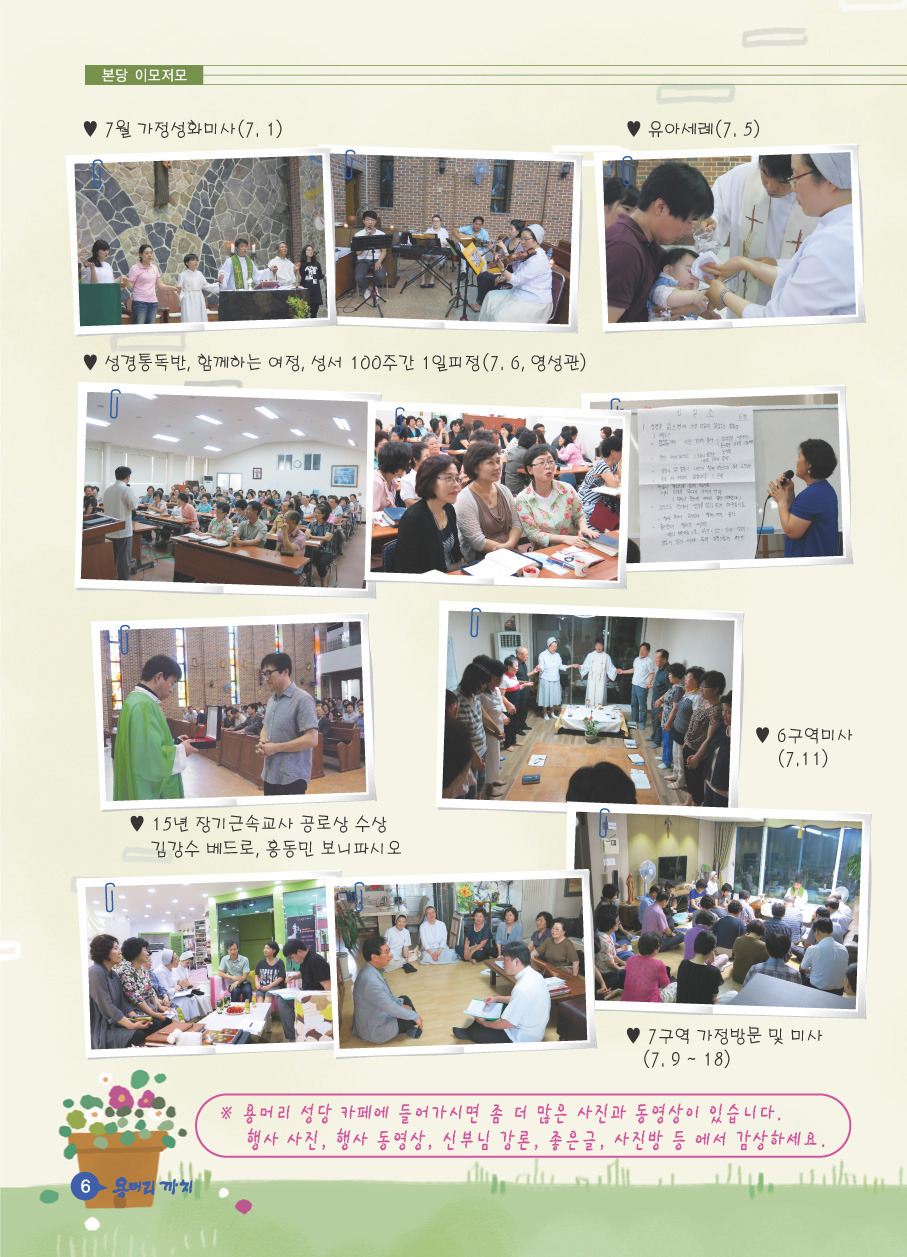 본당 이모저모
♥ 7월 가정성화미사(7. 1)
♥ 유아세례(7. 5)
♥ 성경통독반, 함께하는 여정, 성서 100주간 1일피정(7. 6, 영성관)
♥ 6구역미사
(7.11)
♥ 15년 장기근속교사 공로상 수상
김강수 베드로, 홍동민 보니파시오
♥ 7구역 가정방문 및 미사
(7. 9 ~ 18)
※ 용머리 성당 카페에 들어가시면 좀 더 많은 사진과 동영상이 있습니다.
행사 사진, 행사 동영상, 신부님 강론, 좋은글, 사진방 등 에서 감상하세요.
6 용머리 까치